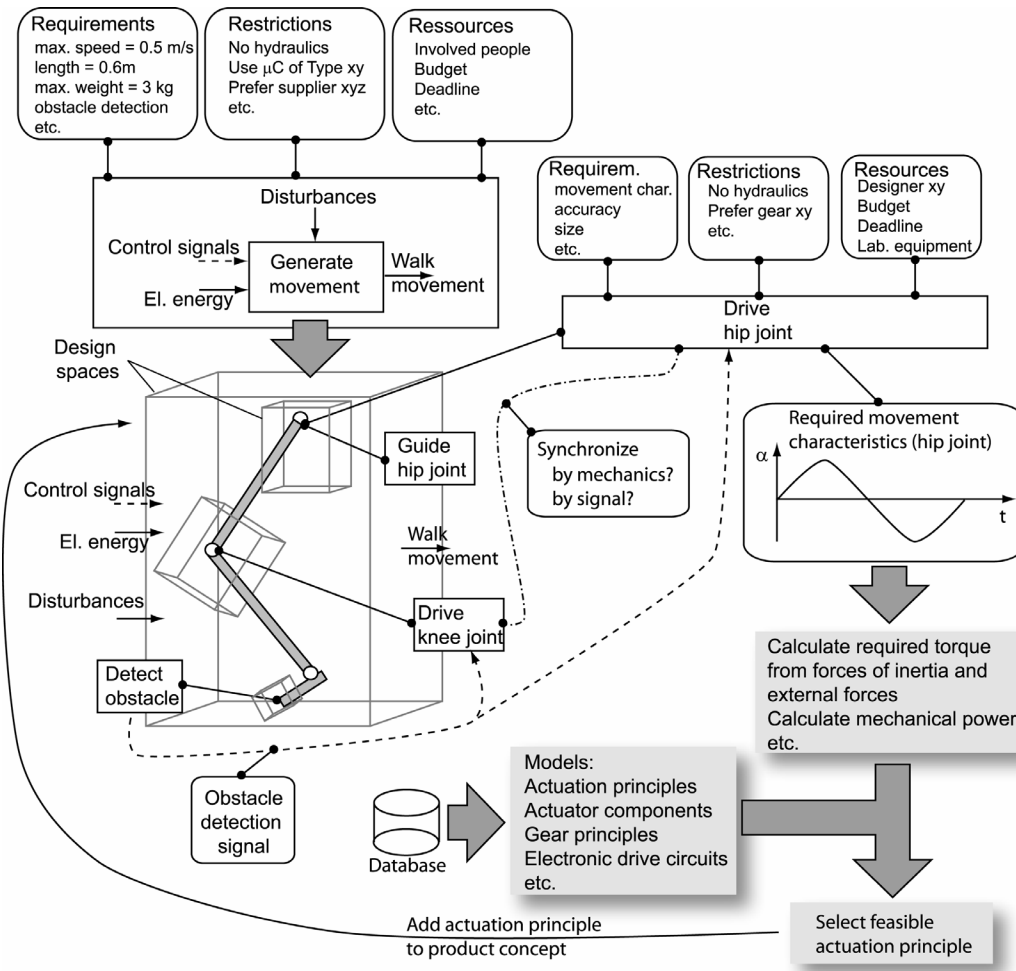 Requirements
max. speed = 0.5 m/s
length = 0.6m
max. weight = 3 kg
obstacle detection
etc.
Restrictions
No hydraulics
Use μC of Type xy
Prefer supplier xyz
etc.
Ressources
Involved people
Budget
Deadline
etc.
Disturbances
Control signals
El. energy
Generate
movement
Walk
movement
Requirem.
movement char.
accuracy
size
etc.
Restrictions
No hydraulics
Prefer gear xy
etc.
Resources
Designer xy
Budget
Deadline
Lab. equipment
Drive
hip joint
Design
spaces
Guide
hip joint
Synchronize
by mechanics?
by signal?
Required movement
characteristics (hip joint)
α
t
Control signals
El. energy
Disturbances
Walk
movement
Drive
knee joint
Detect
obstacle
Obstacle
detection
signal
Calculate required torque
from forces of inertia and
external forces
Calculate mechanical power
etc.
Database
Models:
Actuation principles
Actuator components
Gear principles
Electronic drive circuits
etc.
Add actuation principle
to product concept
Select feasible
actuation principle